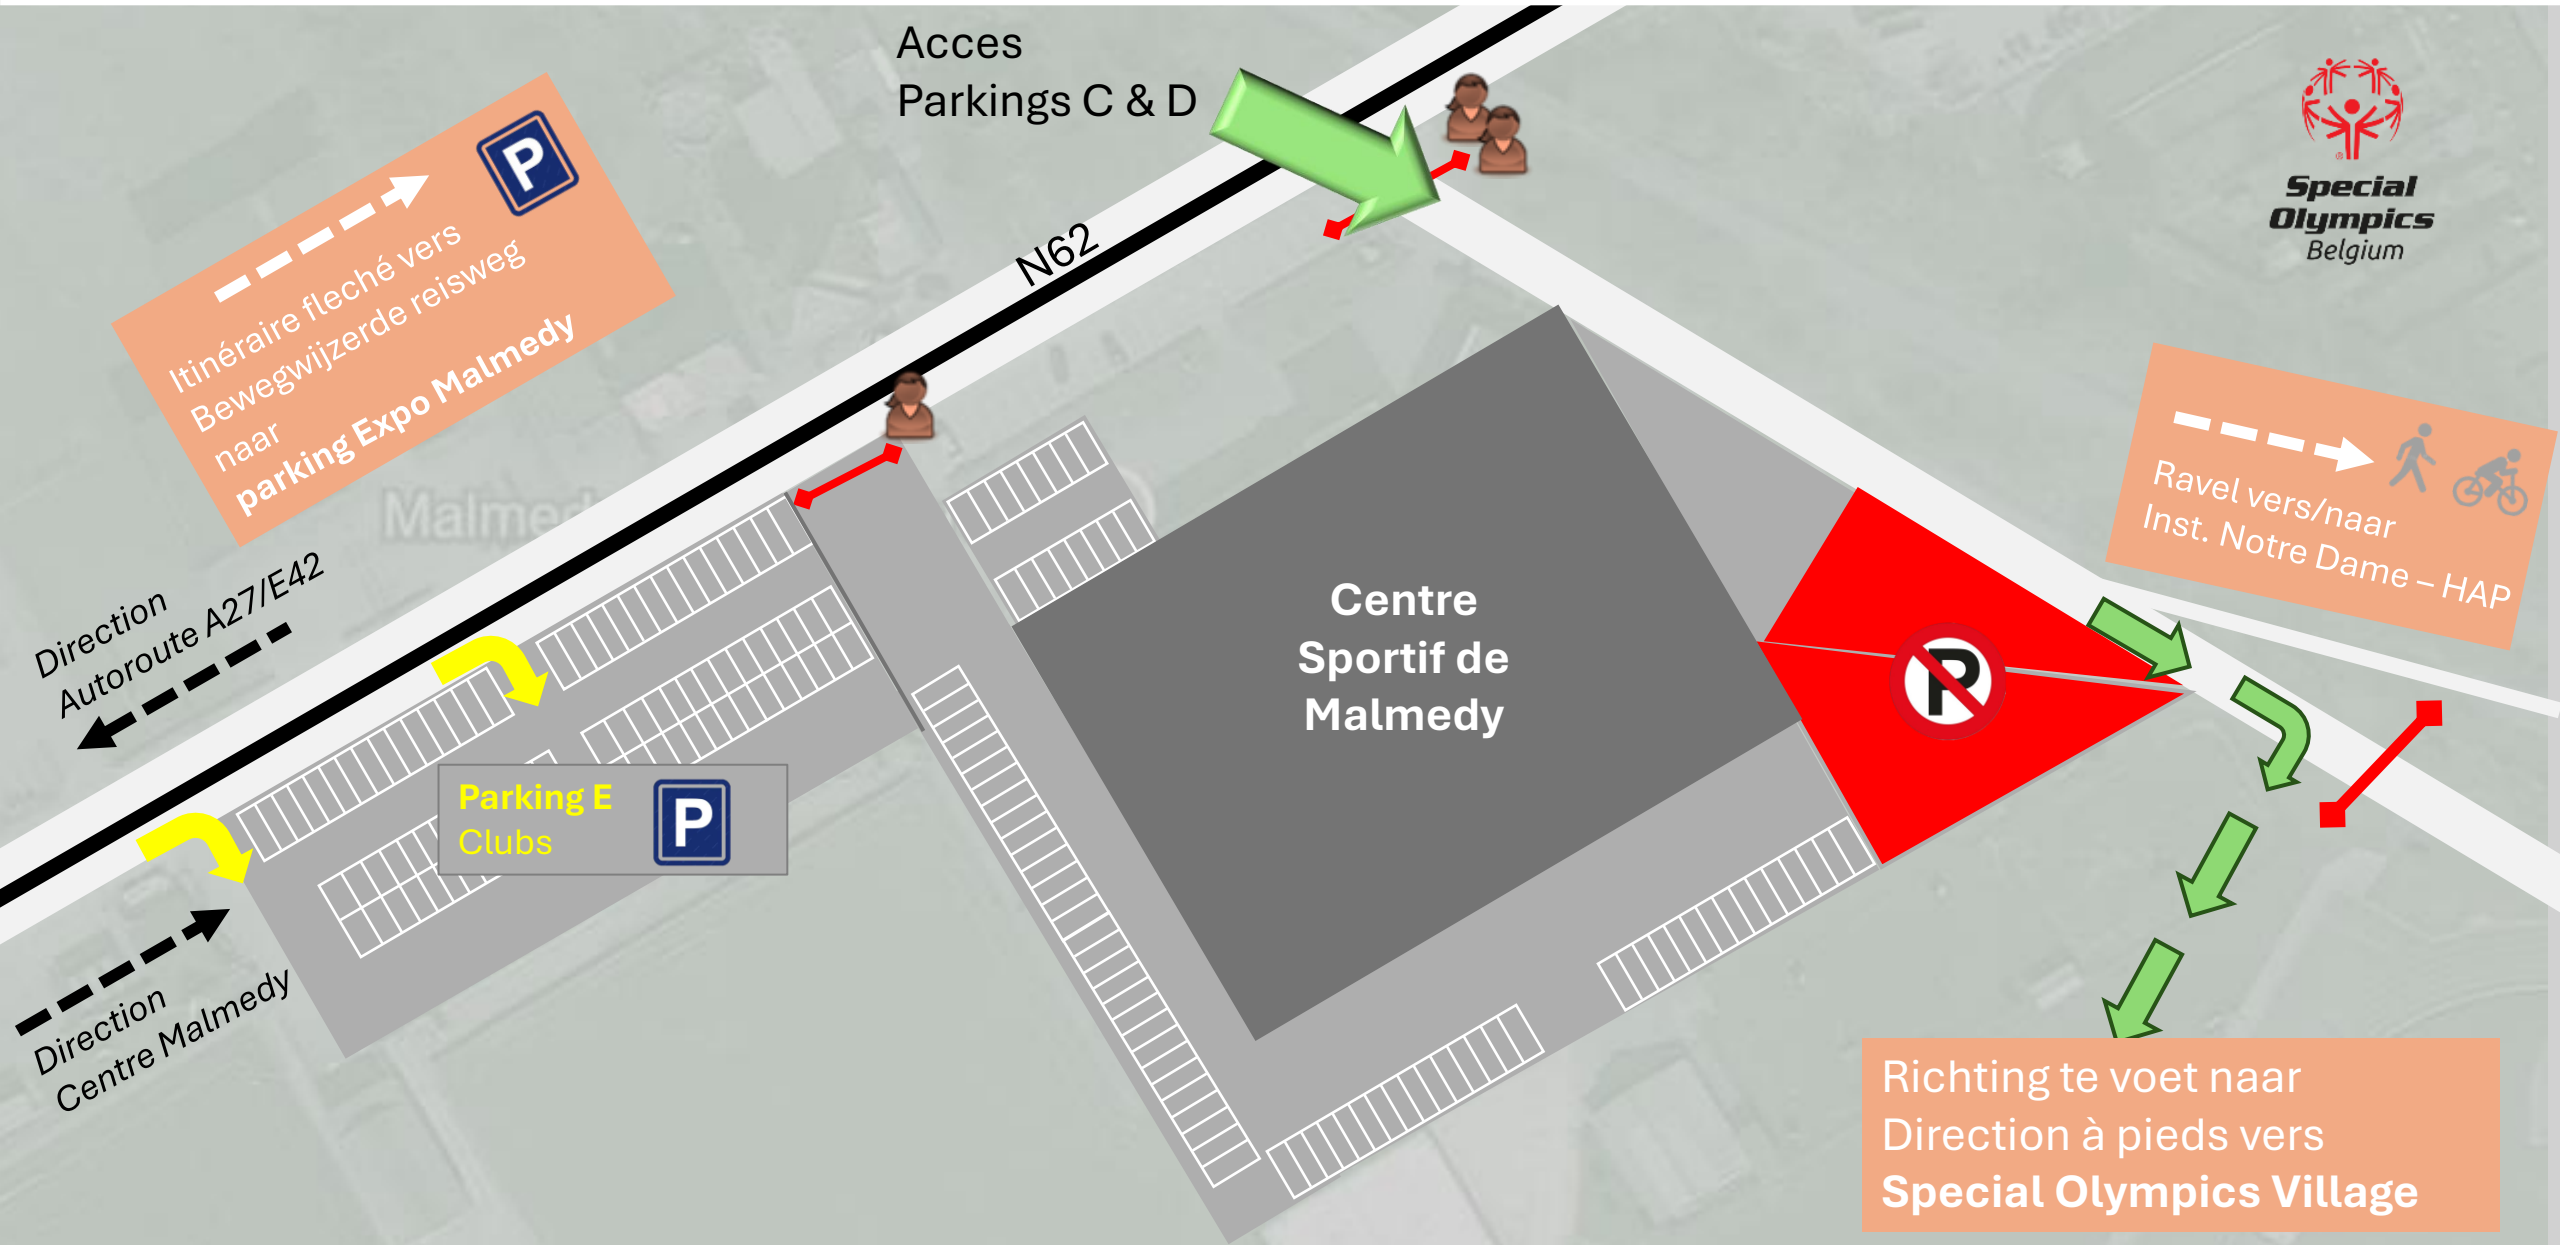 Acces
Parkings C & D
N62
Special
Olympics
Belgium
P
Itinéraire fleché vers
Bewegwijzerde reisweg
naar
parking Expo Malmedy
Direction
Autoroute A27/E42
Direction
Centre Malmedy
Parking E
Clubs
P
Centre
Sportif de
Malmedy
P
Ravel vers/naar
Inst. Notre Dame – HAP
Richting te voet naar
Direction à pieds vers
Special Olympics Village